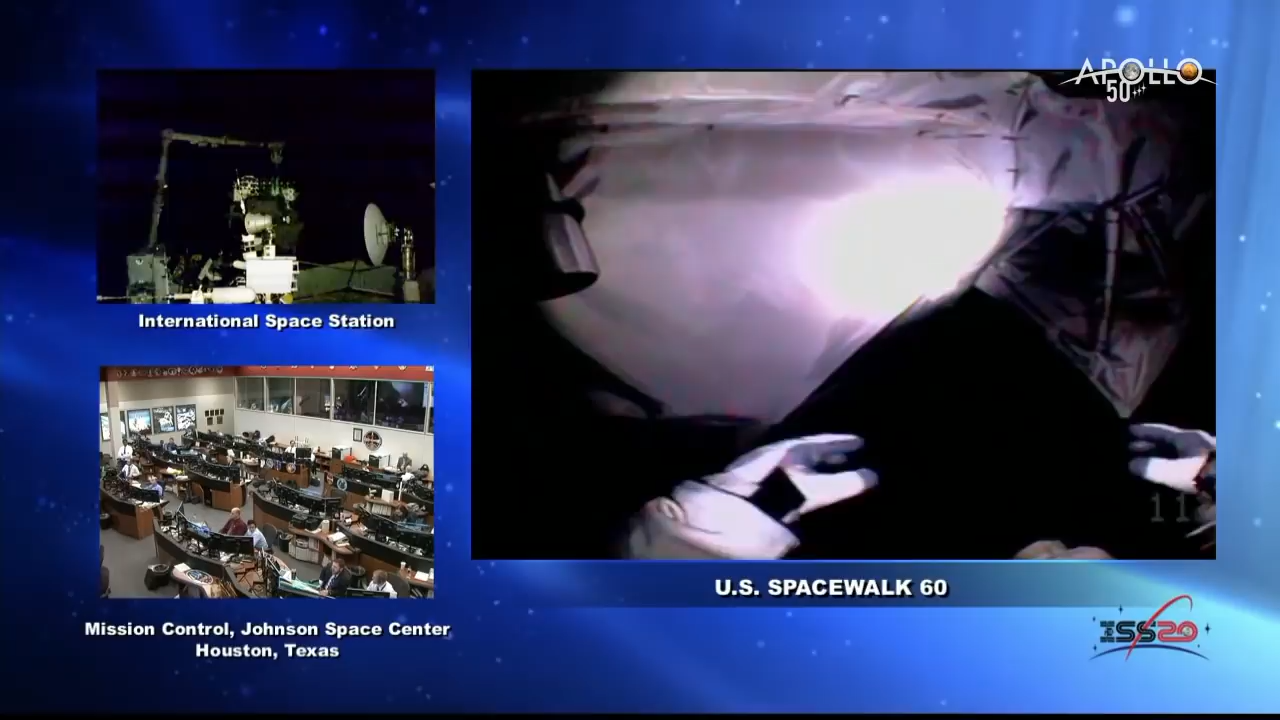 APOLLO
50
International Space Station
11
U.S. SPACEWALK 60
Mission Control, Johnson Space Center
Houston, Texas
ISS20